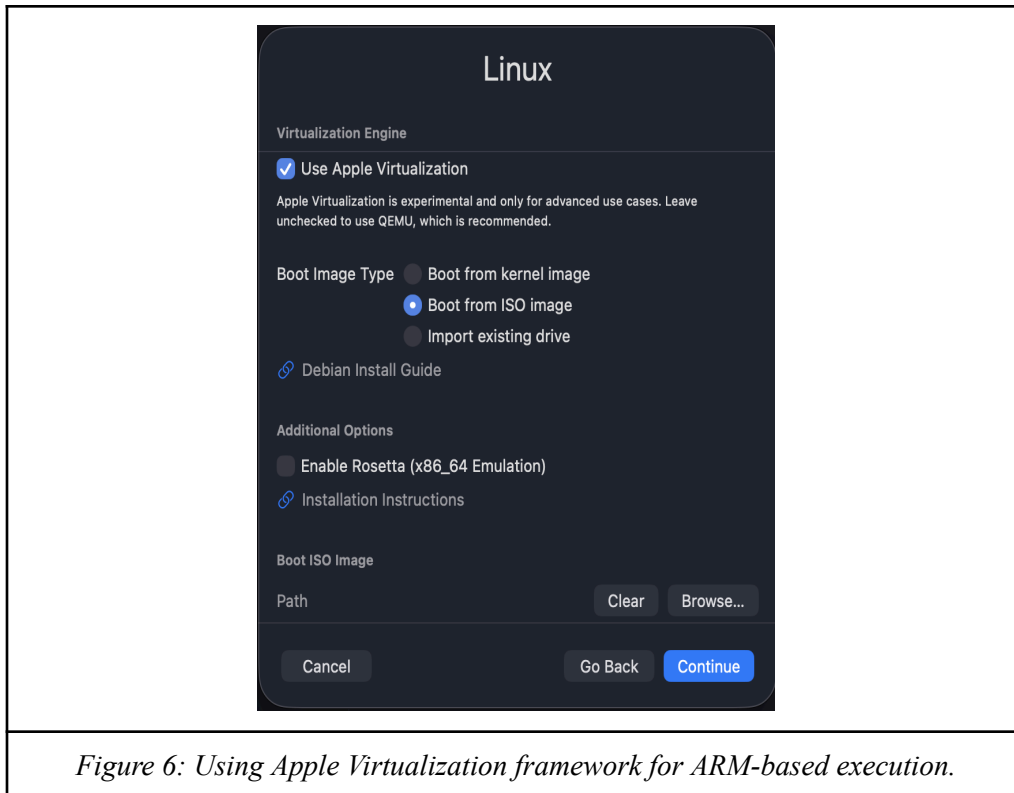 Linux
Virtualization Engine
Use Apple Virtualization
Apple Virtualization is experimental and only for advanced use cases. Leave
unchecked to use QEMU, which is recommended.
Boot Image Type Boot from kernel image
Boot from ISO image
Import existing drive
Debian Install Guide
Additional Options
Enable Rosetta (x86_64 Emulation)
Installation Instructions
Boot ISO Image
Path Clear Browse...
Cancel Go Back Continue
Figure 6: Using Apple Virtualization framework for ARM-based execution.